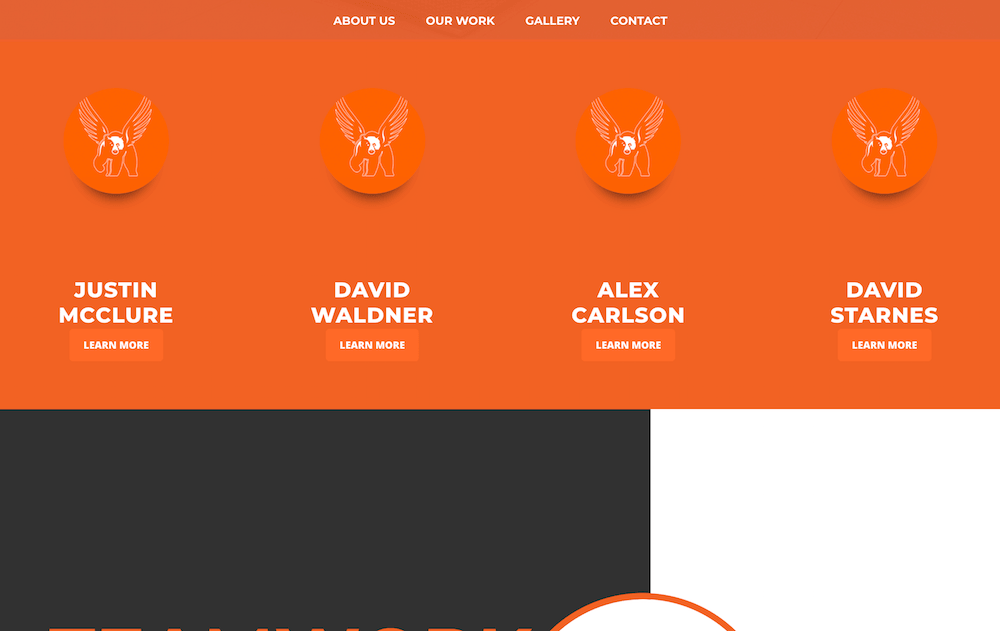 ABOUT US OUR WORK GALLERY CONTACT
JUSTIN
MCCLURE
LEARN MORE
DAVID
WALDNER
LEARN MORE
ALEX
CARLSON
LEARN MORE
DAVID
STARNES
LEARN MORE